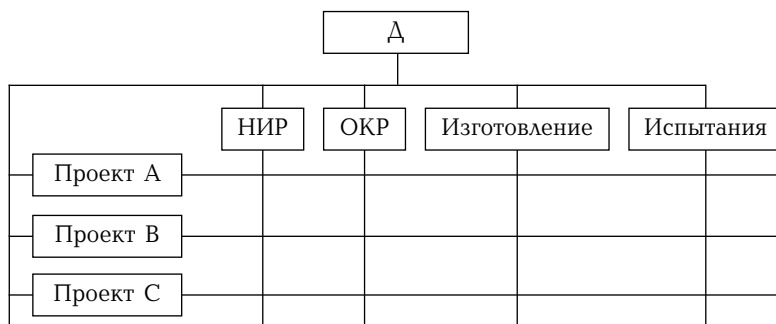 Д
НИР ОКР Изготовление Испытания
Проект А
Проект В
Проект С